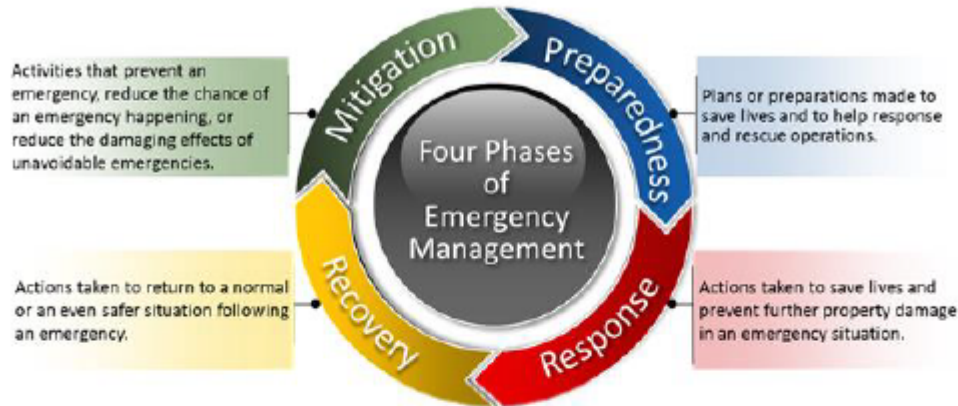 Activities that prevent an
emergency, reduce the chance of
an emergency happening, or
reduce the damaging effects of
unavoidable emergencies.
Mitigation
Preparedness
Plans or preparations made to
save lives and to help response
and rescue operations.
Four Phases
of
Emergency
Management
Actions taken to return to a normal
or an even safer situation following
an emergency.
Recovery
Response
Actions taken to save lives and
prevent further property damage
in an emergency situation.